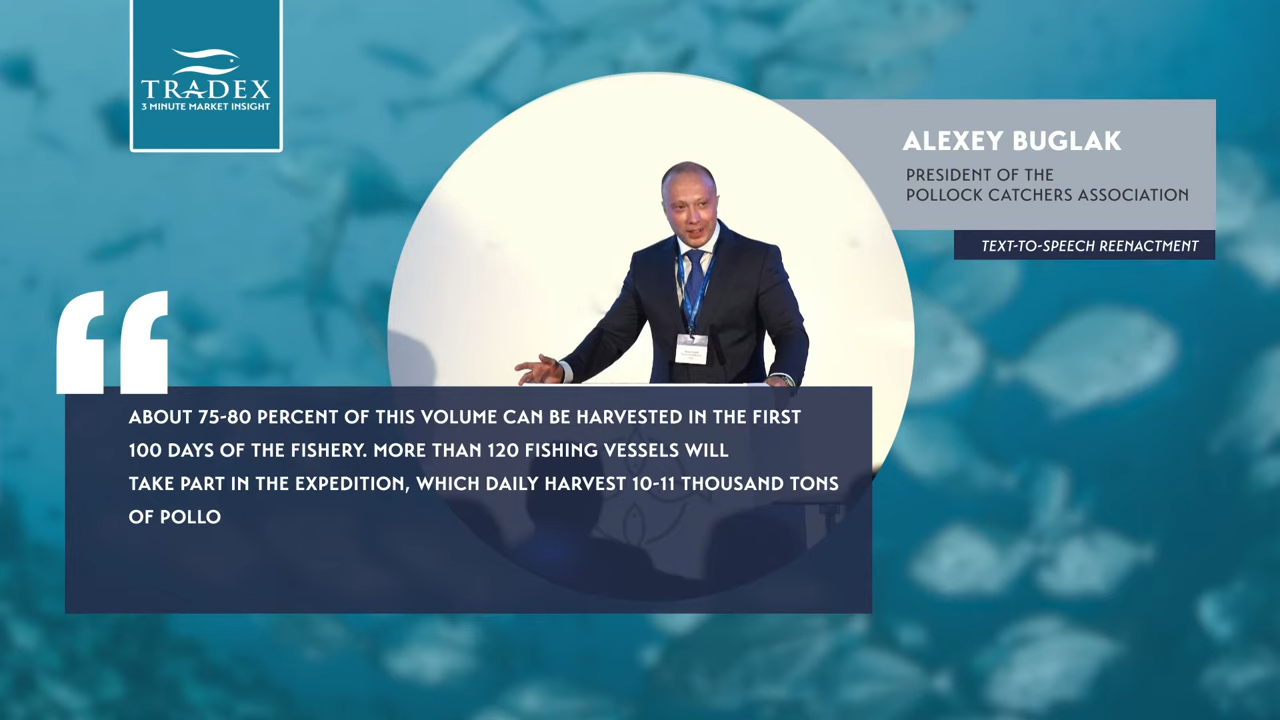 TRADEX
3 MINUTE MARKET INSIGHT
ALEXEY BUGLAK
PRESIDENT OF THE
POLLOCK CATCHERS ASSOCIATION
TEXT-TO-SPEECH REENACTMENT
ABOUT 75-80 PERCENT OF THIS VOLUME CAN BE HARVESTED IN THE FIRST
100 DAYS OF THE FISHERY. MORE THAN 120 FISHING VESSELS WILL
TAKE PART IN THE EXPEDITION, WHICH DAILY HARVEST 10-11 THOUSAND TONS
OF POLLO